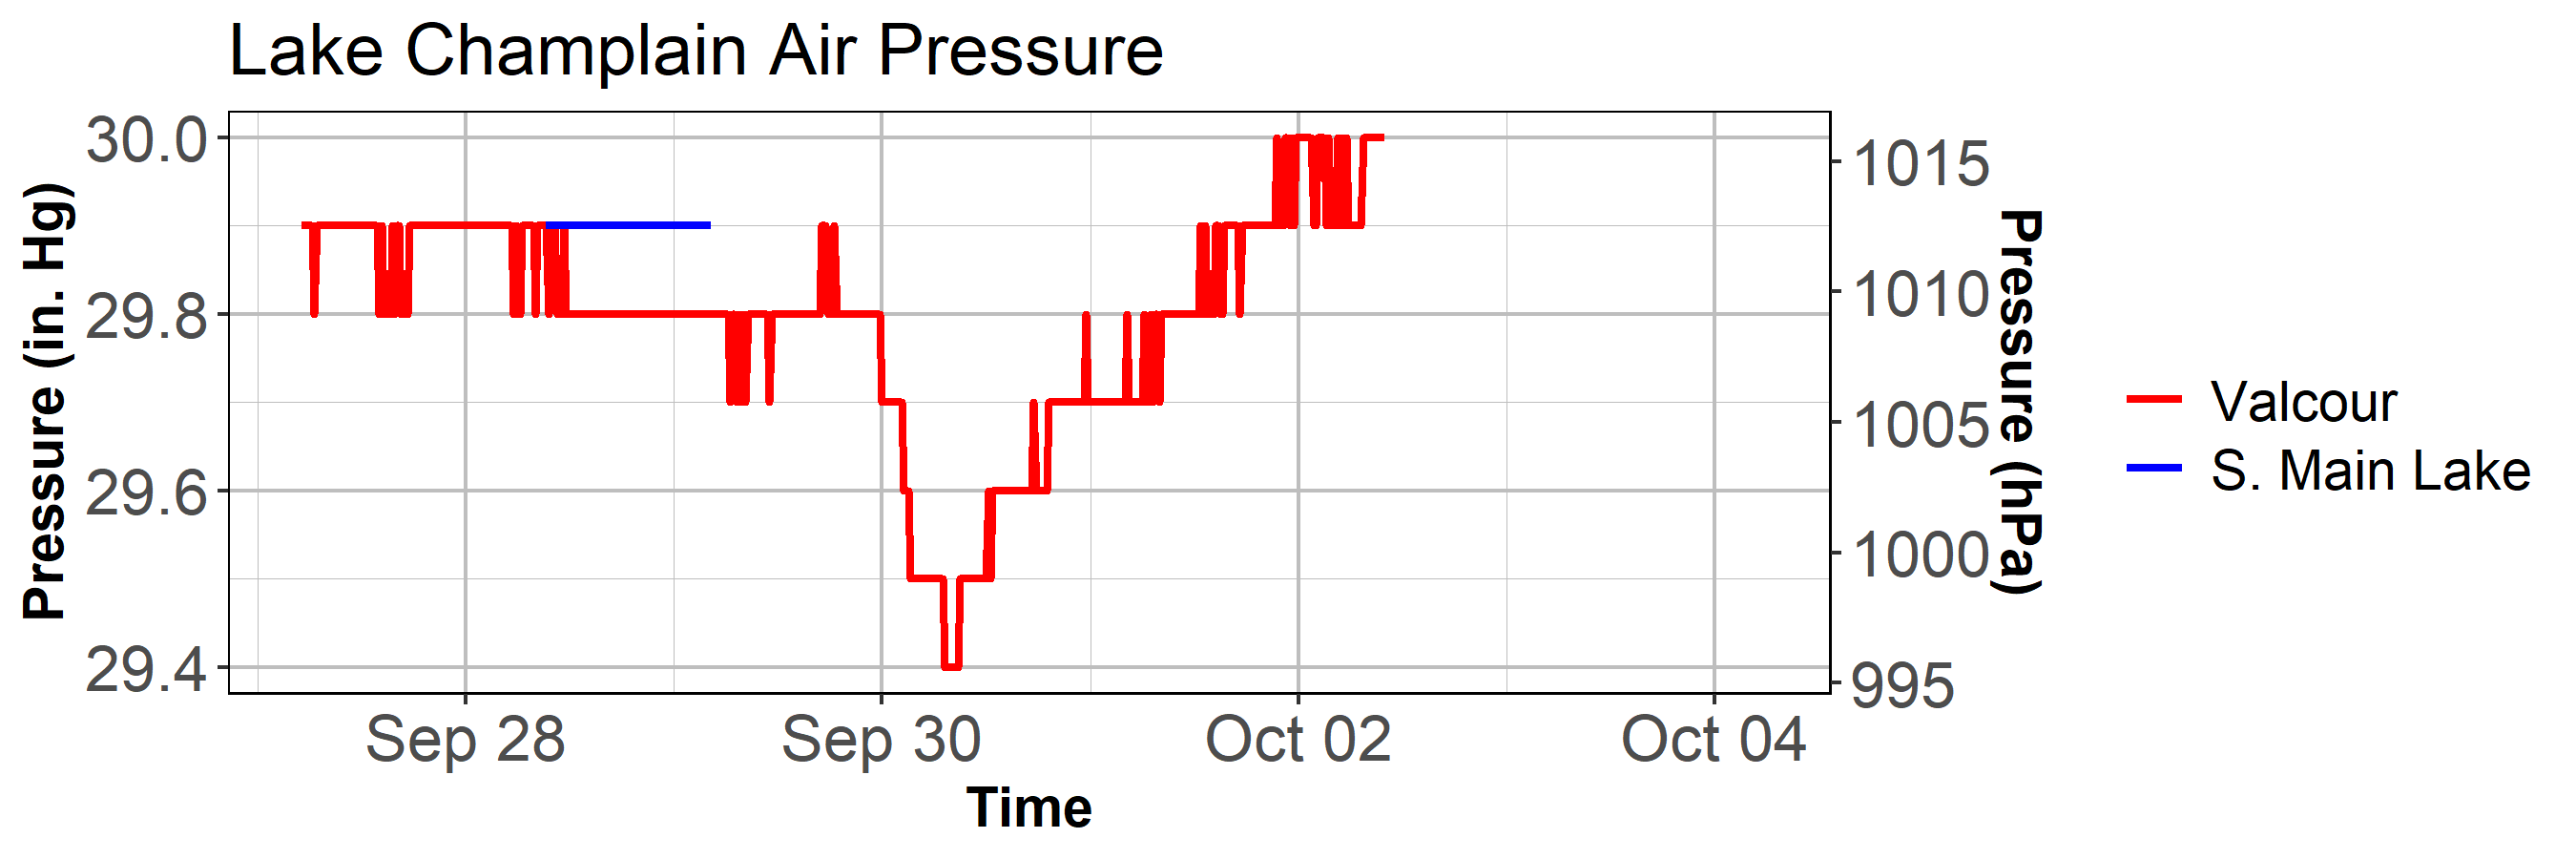 Lake Champlain Air Pressure
Pressure (in. Hg)
30.0
29.8
29.6
29.4
1015
1010
1005
1000
995
Pressure (hPa)
Sep 28
Sep 30
Oct 02
Oct 04
Time
Valcour
S. Main Lake